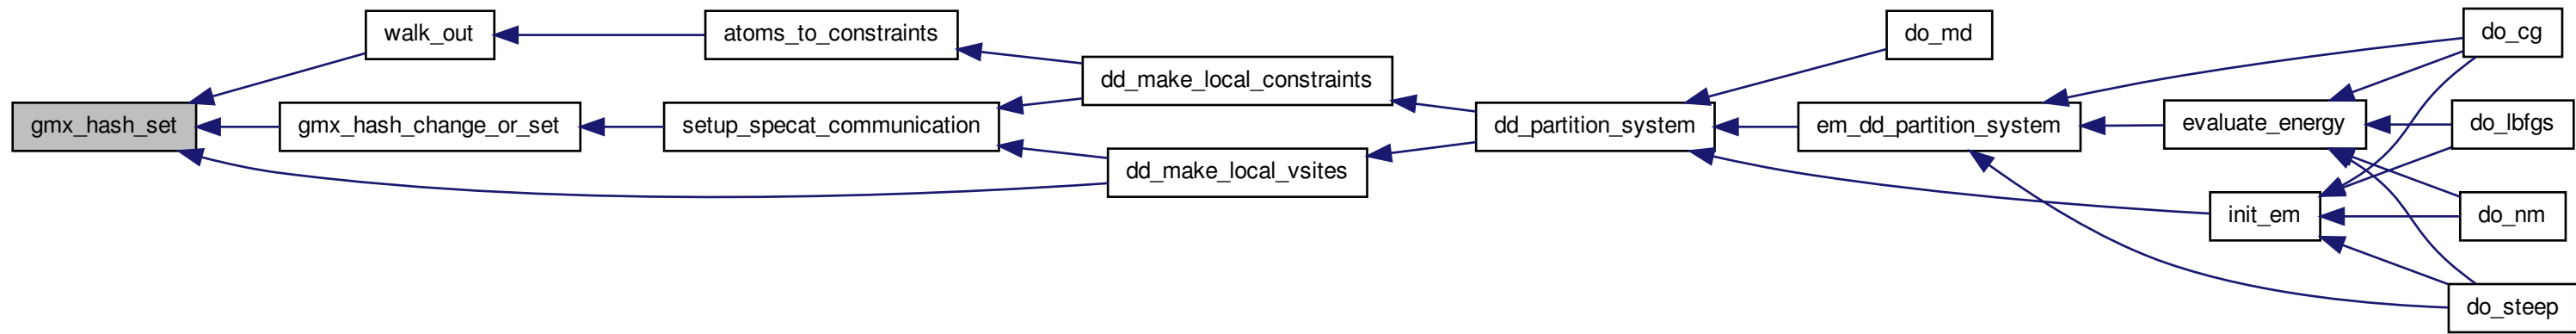 gmx_hash_set
walk_out
gmx_hash_change_or_set
atoms_to_constraints
setup_specat_communication
dd_make_local_constraints
dd_make_local_vsites
dd_partition_system
do_md
em_dd_partition_system
evaluate_energy
init_em
do_cg
do_lbfgs
do_nm
do_steep